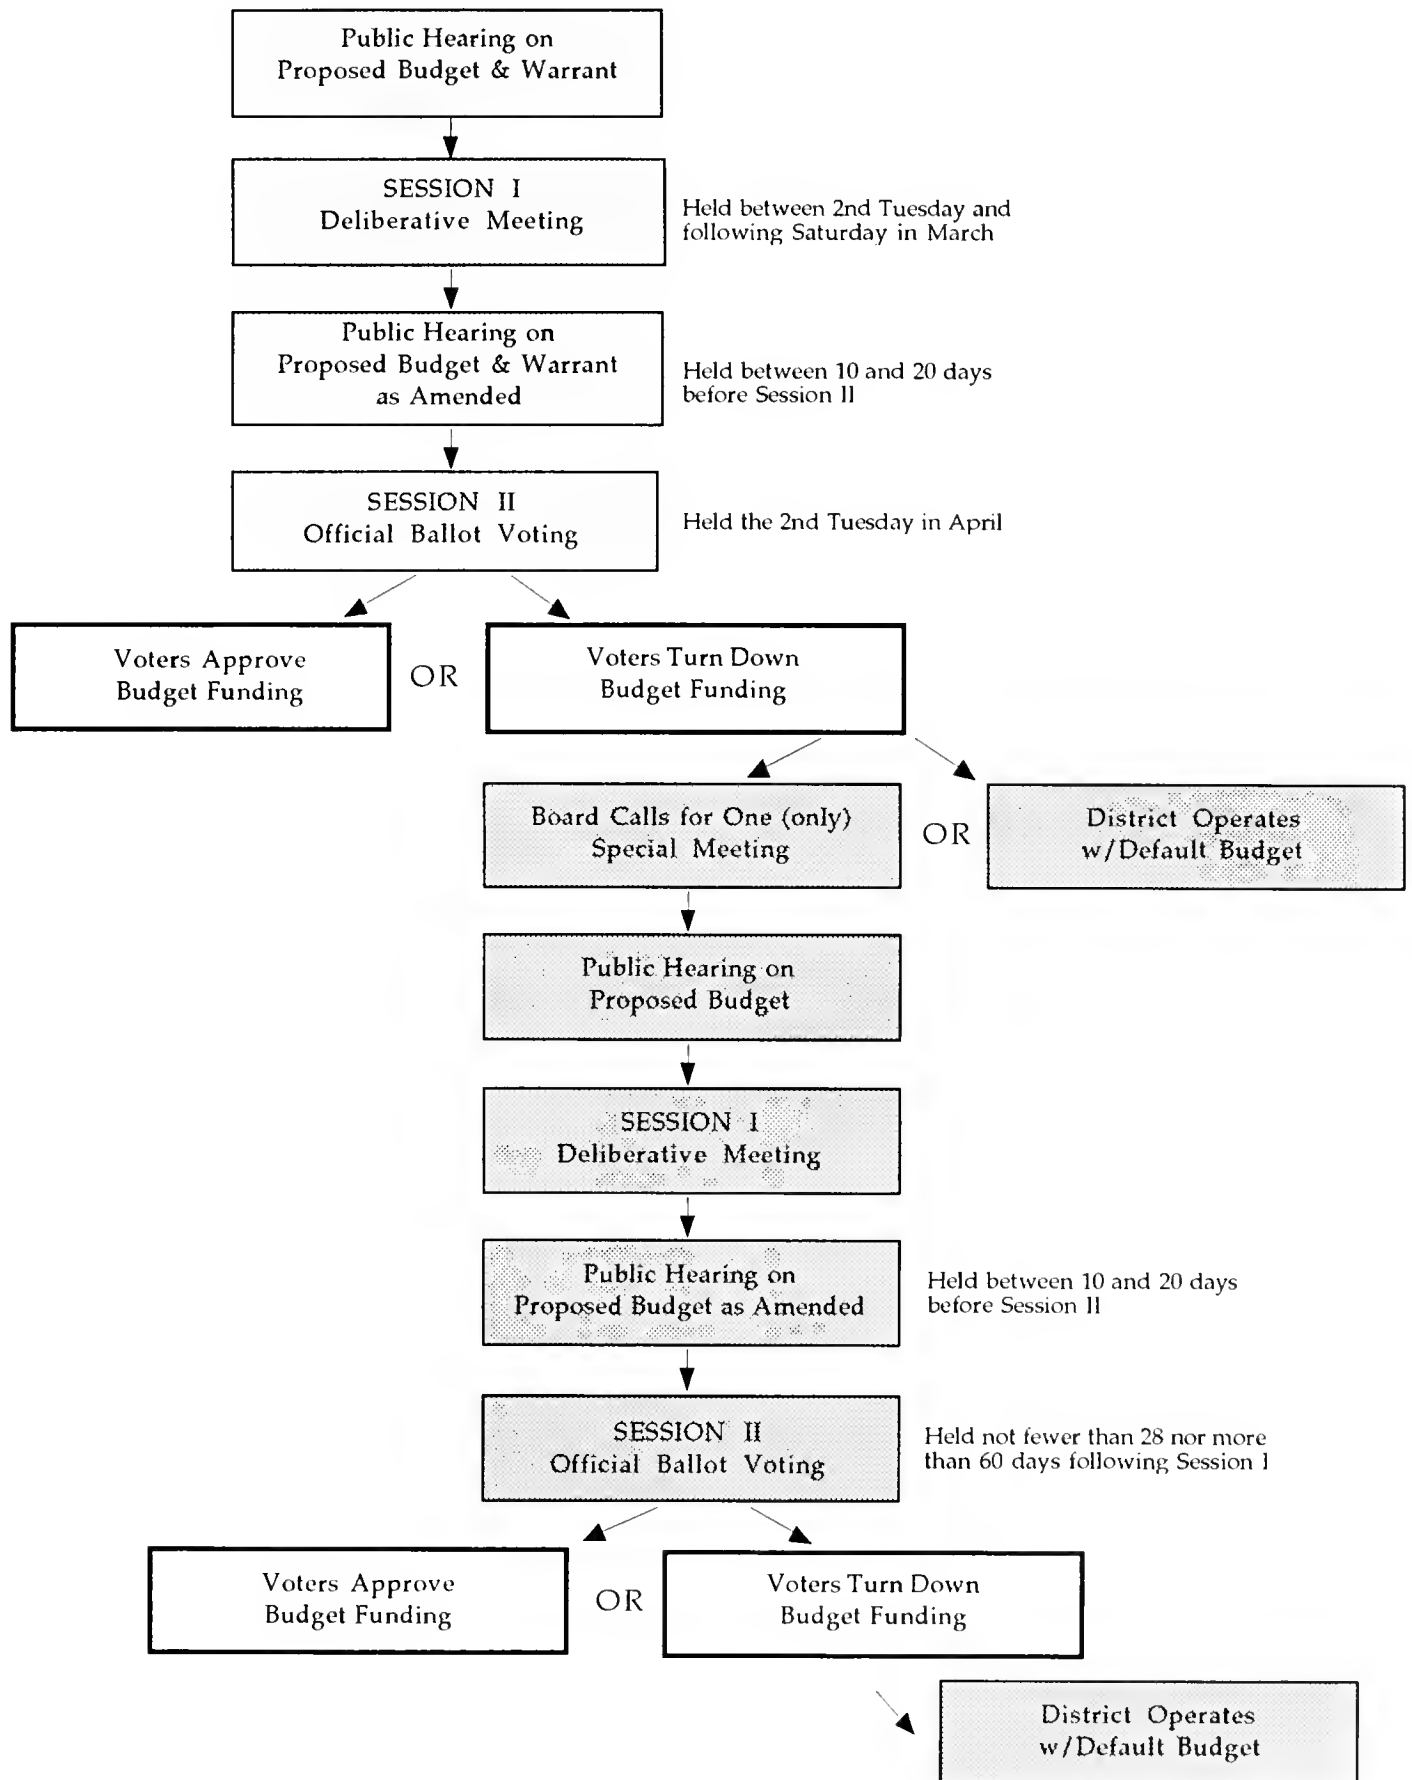 Public Hearing on
Proposed Budget & Warrant
SESSION I
Deliberative Meeting
Held between 2nd Tuesday and
following Saturday in March
Public Hearing on
Proposed Budget & Warrant
as Amended
Held between 10 and 20 days
before Session II
SESSION II
Official Ballot Voting
Held the 2nd Tuesday in April
Voters Approve
Budget Funding
OR
Voters Turn Down
Budget Funding
Board Calls for One (only)
Special Meeting
OR
District Operates
w/Default Budget
Public Hearing on
Proposed Budget
SESSION I
Deliberative Meeting
Public Hearing on
Proposed Budget as Amended
Held between 10 and 20 days
before Session II
SESSION II
Official Ballot Voting
Held not fewer than 28 nor more
than 60 days following Session I
Voters Approve
Budget Funding
OR
Voters Turn Down
Budget Funding
District Operates
w/Default Budget